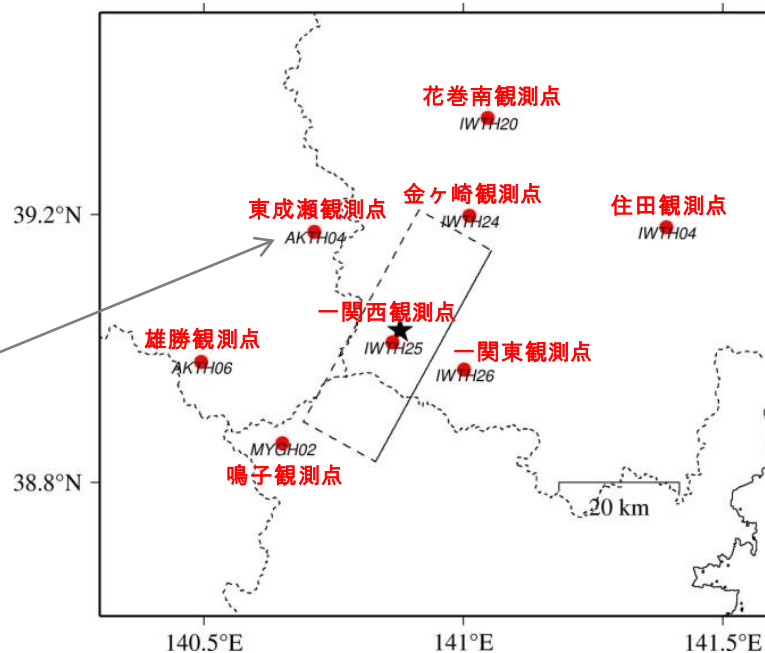 花巻南観測点
IWTH20
金ヶ崎観測点
IWTH24
39.2°N
東成瀬観測点
AKTH04
住田観測点
IWTH04
一関西観測点
IWTH25
雄勝観測点
AKTH06
一関東観測点
IWTH26
MYGH02
鳴子観測点
38.8°N
20 km
140.5°E
141°E
141.5°E